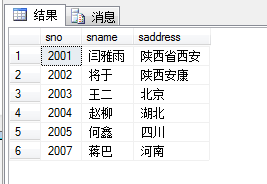 结果 消息
sno sname saddress
1 2001 闫雅雨 陕西省西安
2 2002 将于 陕西安康
3 2003 王二 北京
4 2004 赵柳 湖北
5 2005 何鑫 四川
6 2007 蒋巴 河南